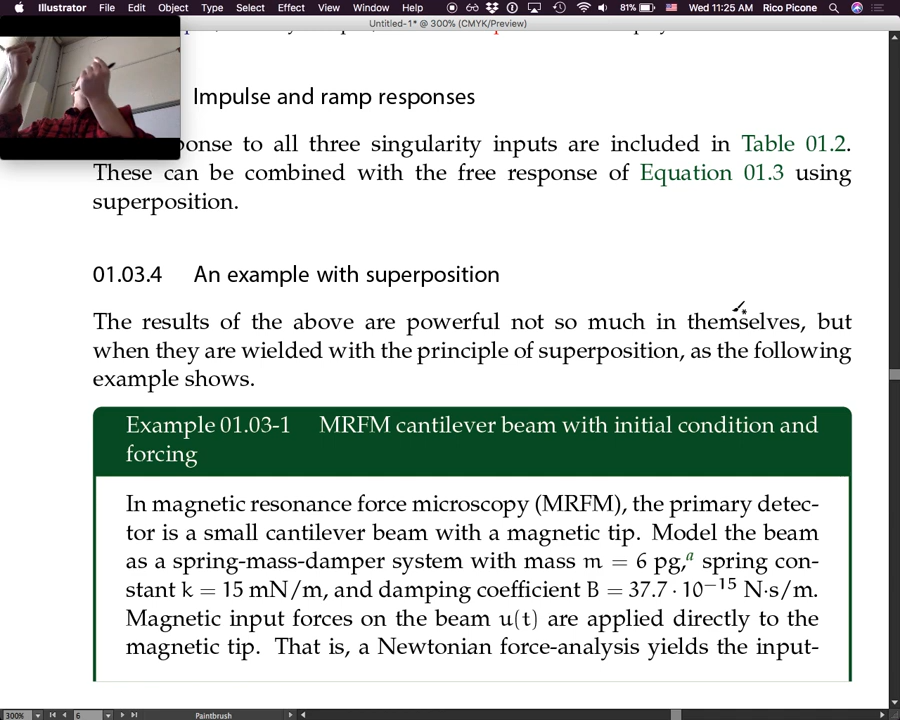 Illustrator File Edit Object Type Select Effect View Window Help 81% Wed 11:25 AM Rico Picone
Untitled-1* @ 300% (CMYK/Preview)
Impulse and ramp responses
response to all three singularity inputs are included in Table 01.2.
These can be combined with the free response of Equation 01.3 using
superposition.
01.03.4 An example with superposition
The results of the above are powerful not so much in themselves, but
when they are wielded with the principle of superposition, as the following
example shows.
Example 01.03-1 MRFM cantilever beam with initial condition and
forcing
In magnetic resonance force microscopy (MRFM), the primary detec-
tor is a small cantilever beam with a magnetic tip. Model the beam
as a spring-mass-damper system with mass m = 6 pg,ᵃ spring con-
stant k = 15 mN/m, and damping coefficient B = 37.7 · 10⁻¹⁵ N·s/m.
Magnetic input forces on the beam u(t) are applied directly to the
magnetic tip. That is, a Newtonian force-analysis yields the input-
300% 6 Paintbrush